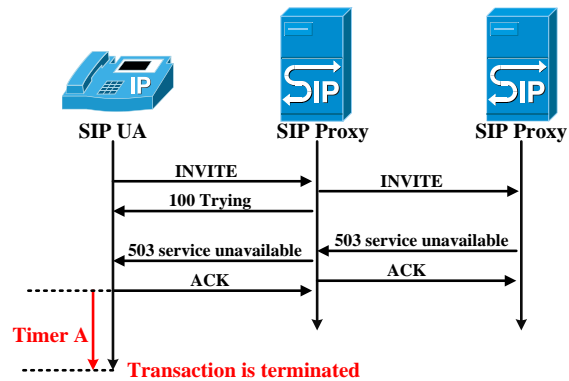 IP
SIP
SIP
SIP UA
SIP Proxy
SIP Proxy
INVITE
INVITE
100 Trying
503 service unavailable
503 service unavailable
ACK
ACK
Timer A
Transaction is terminated